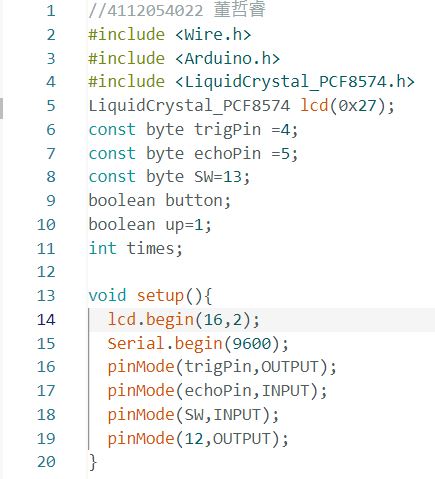 1 //4112054022 董哲睿
2 #include <Wire.h>
3 #include <Arduino.h>
4 #include <LiquidCrystal_PCF8574.h>
5 LiquidCrystal_PCF8574 lcd(0x27);
6 const byte trigPin =4;
7 const byte echoPin =5;
8 const byte SW=13;
9 boolean button;
10 boolean up=1;
11 int times;
12
13 void setup(){
14   lcd.begin(16,2);
15   Serial.begin(9600);
16   pinMode(trigPin,OUTPUT);
17   pinMode(echoPin,INPUT);
18   pinMode(SW,INPUT);
19   pinMode(12,OUTPUT);
20 }